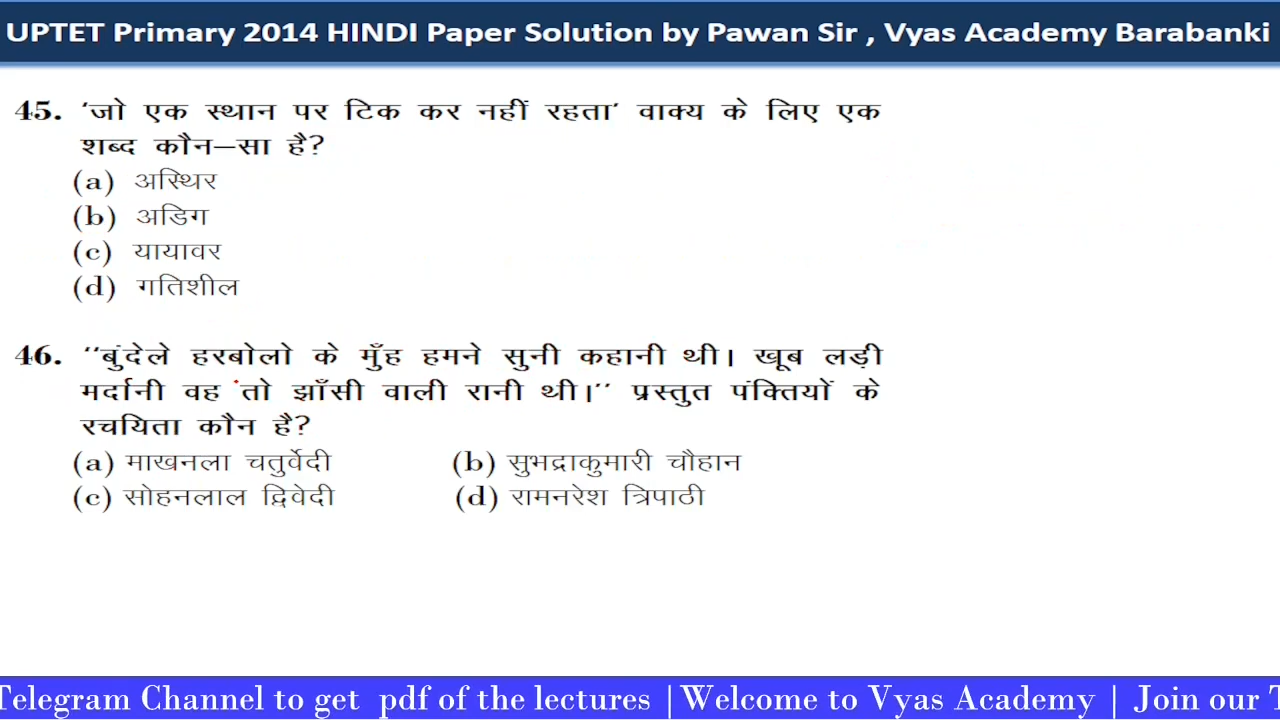 UPTET Primary 2014 HINDI Paper Solution by Pawan Sir , Vyas Academy Barabanki
45. 'जो एक स्थान पर टिक कर नहीं रहता' वाक्य के लिए एक
शब्द कौन–सा है?
(a) अस्थिर
(b) अडिग
(c) यायावर
(d) गतिशील
46. ''बुंदेले हरबोलो के मुँह हमने सुनी कहानी थी। खूब लड़ी
मर्दानी वह तो झाँसी वाली रानी थी।'' प्रस्तुत पंक्तियों के
रचयिता कौन है?
(a) माखनला चतुर्वेदी (b) सुभद्राकुमारी चौहान
(c) सोहनलाल द्विवेदी (d) रामनरेश त्रिपाठी
Telegram Channel to get pdf of the lectures | Welcome to Vyas Academy | Join our T